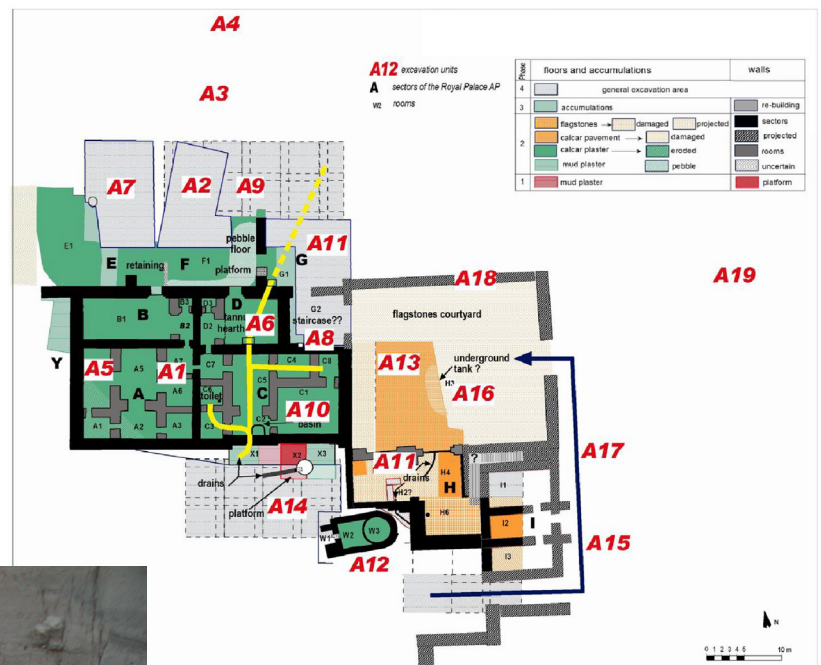 A4
A3
A12 excavation units
A sectors of the Royal Palace AP
W2 rooms
Phase
floors and accumulations
walls
4 general excavation area
3 accumulations
re-building
2
flagstones damaged projected
sectors
calcar pavement damaged
projected
calcar plaster eroded
rooms
mud plaster pebble
uncertain
1 mud plaster
platform
A7
A2
A9
A11
A18
A19
E1
E
retaining
F
F1
pebble
floor
platform
G
G1
G2
staircase??
A8
flagstones courtyard
B1
B
B3
B2
D3
D2
D
hearth
A6
A13
underground
tank ?
H3
A16
Y
A5
A5
A1
A7
A6
A
A1
A2
A3
C7
C6
toilet
C3
C5
C
C2
C4
C8
C1
A10
basin
A17
X1
X2
X3
drains
platform
A14
A11
drains
H2?
H4
H
H6
?
I1
I2
I
I3
A15
W1
W2
W3
A12
N
0 1 2 3 4 5 10 m